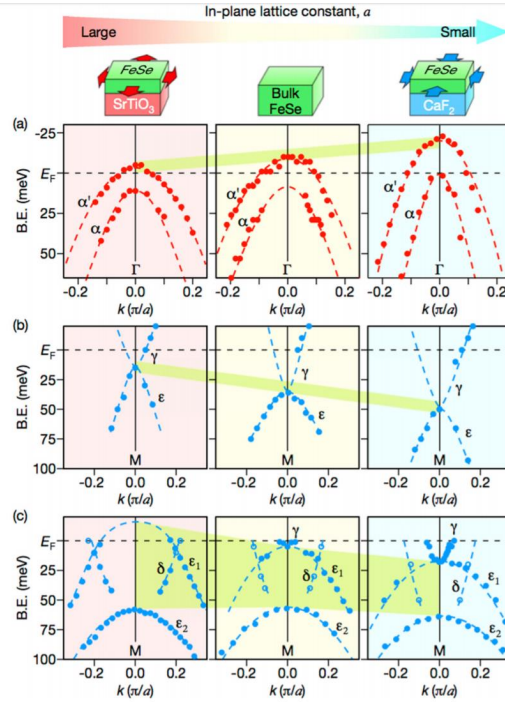 In-plane lattice constant, a
Large Small
FeSe
SrTiO₃
Bulk
FeSe
FeSe
CaF₂
(a)
B.E. (meV)
-25
E_F
25
50
α'
α
Γ
α'
α
Γ
α'
α
Γ
-0.2 0.0 0.2 -0.2 0.0 0.2 -0.2 0.0 0.2
k (π/a) k (π/a) k (π/a)
(b)
B.E. (meV)
E_F
25
50
75
100
γ
ε
M
γ
ε
M
γ
ε
M
-0.2 0.0 0.2 -0.2 0.0 0.2 -0.2 0.0 0.2
k (π/a) k (π/a) k (π/a)
(c)
B.E. (meV)
E_F
25
50
75
100
δ
ε₁
ε₂
M
γ
δ
ε₁
ε₂
M
γ
δ
ε₁
ε₂
M
-0.2 0.0 0.2 -0.2 0.0 0.2 -0.2 0.0 0.2
k (π/a) k (π/a) k (π/a)